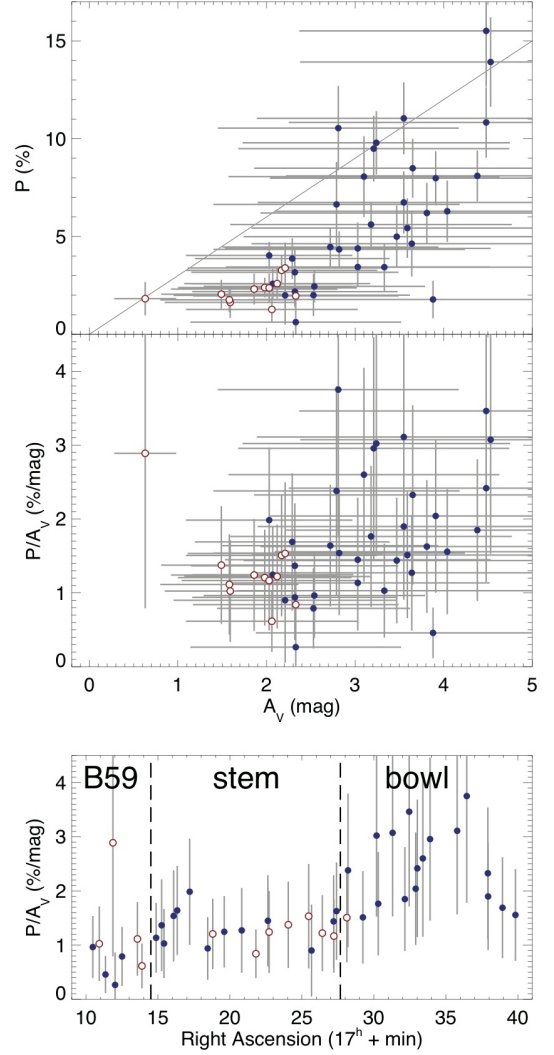 15
10
5
0
P (%)
4
3
2
1
0
P/A_V (%/mag)
0 1 2 3 4 5
A_V (mag)
B59 stem bowl
4
3
2
1
0
P/A_V (%/mag)
10 15 20 25 30 35 40
Right Ascension (17^h + min)